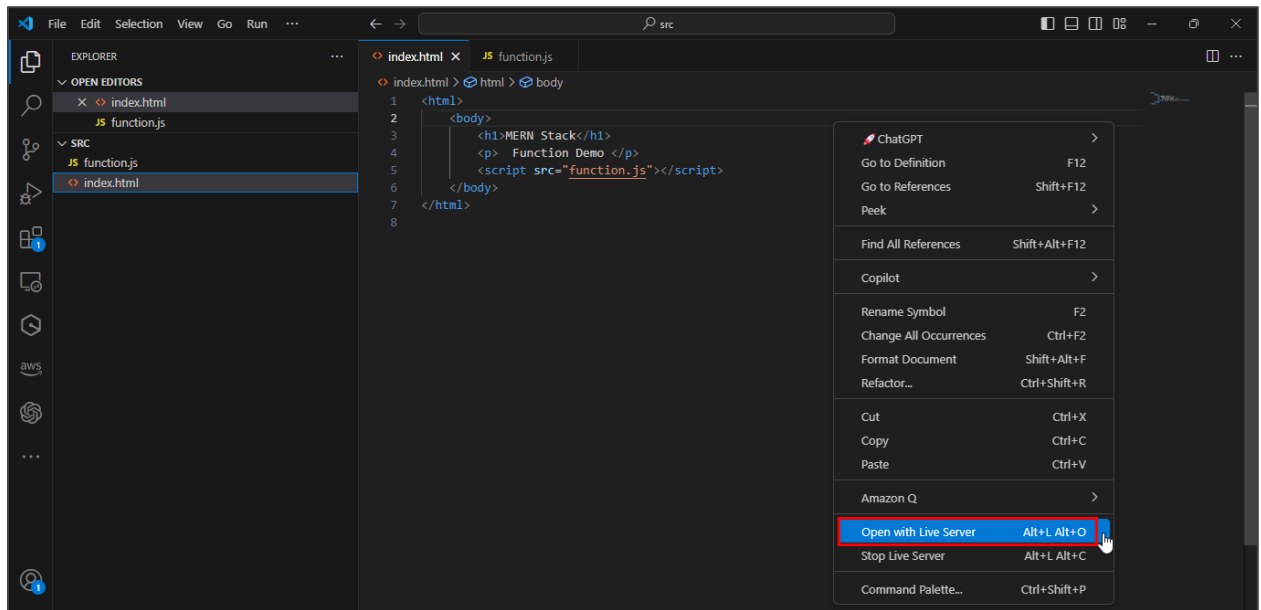 File Edit Selection View Go Run ··· src
EXPLORER ···
OPEN EDITORS
index.html
JS function.js
SRC
JS function.js
index.html
aws
1
1
index.html JS function.js ···
index.html > html > body
1 <html>
2 <body>
3 <h1>MERN Stack</h1>
4 <p> Function Demo </p>
5 <script src="function.js"></script>
6 </body>
7 </html>
8
🚀 ChatGPT >
Go to Definition F12
Go to References Shift+F12
Peek >
Find All References Shift+Alt+F12
Copilot >
Rename Symbol F2
Change All Occurrences Ctrl+F2
Format Document Shift+Alt+F
Refactor... Ctrl+Shift+R
Cut Ctrl+X
Copy Ctrl+C
Paste Ctrl+V
Amazon Q >
Open with Live Server Alt+L Alt+O
Stop Live Server Alt+L Alt+C
Command Palette... Ctrl+Shift+P